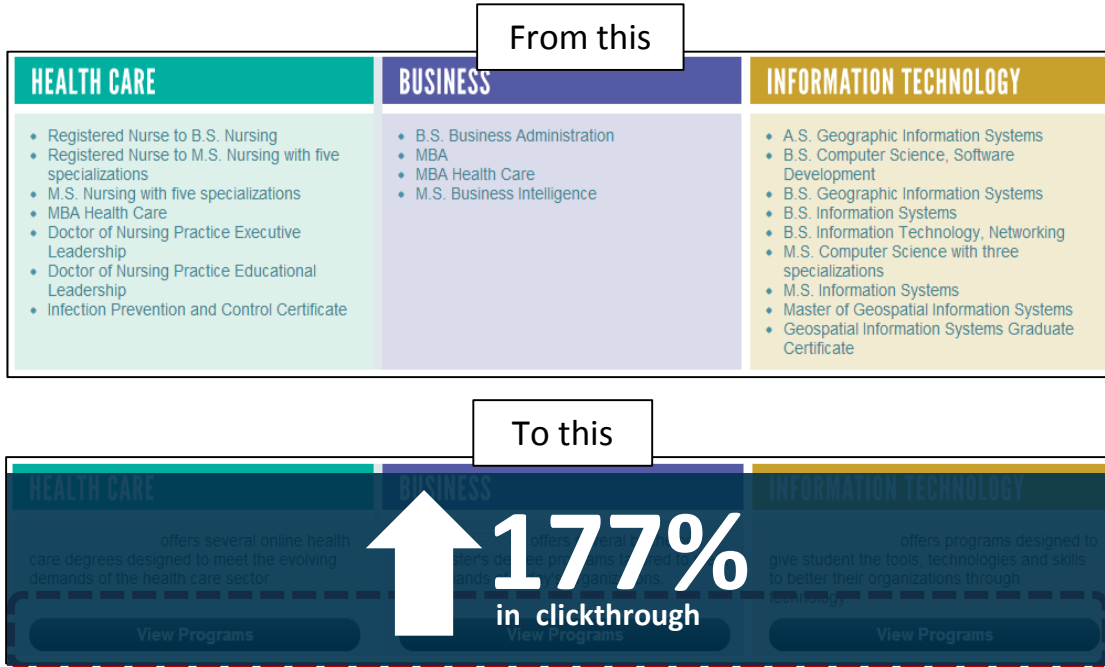 From this
HEALTH CARE
BUSINESS
INFORMATION TECHNOLOGY
Registered Nurse to B.S. Nursing
Registered Nurse to M.S. Nursing with five
specializations
M.S. Nursing with five specializations
MBA Health Care
Doctor of Nursing Practice Executive
Leadership
Doctor of Nursing Practice Educational
Leadership
Infection Prevention and Control Certificate
B.S. Business Administration
MBA
MBA Health Care
M.S. Business Intelligence
A.S. Geographic Information Systems
B.S. Computer Science, Software
Development
B.S. Geographic Information Systems
B.S. Information Systems
B.S. Information Technology, Networking
M.S. Computer Science with three
specializations
M.S. Information Systems
Master of Geospatial Information Systems
Geospatial Information Systems Graduate
Certificate
To this
HEALTH CARE
BUSINESS
INFORMATION TECHNOLOGY
offers several online health
care degrees designed to meet the evolving
demands of the health care sector.
View Programs
offers
View Programs
offers programs designed to
give student the tools, technologies and skills
to better their organizations through
technology.
View Programs
177%
in clickthrough